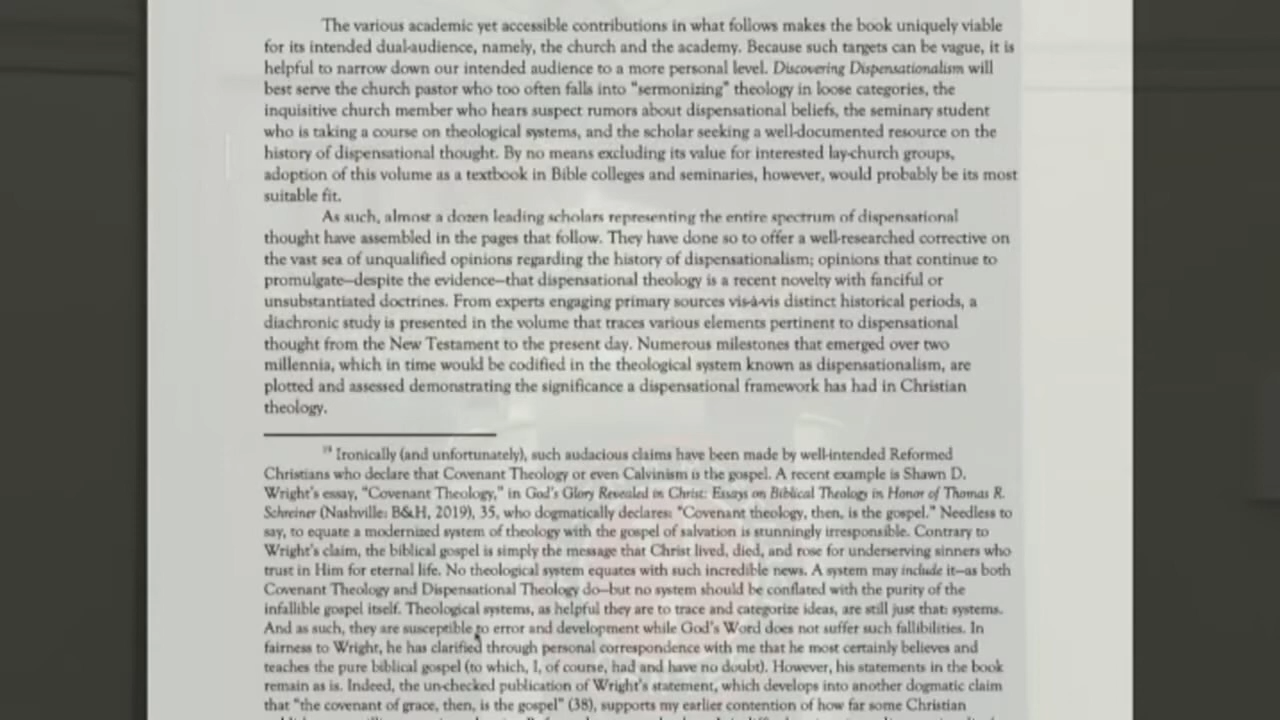 The various academic yet accessible contributions in what follows makes the book uniquely viable
for its intended dual-audience, namely, the church and the academy. Because such targets can be vague, it is
helpful to narrow down our intended audience to a more personal level. Discovering Dispensationalism will
best serve the church pastor who too often falls into "sermonizing" theology in loose categories, the
inquisitive church member who hears suspect rumors about dispensational beliefs, the seminary student
who is taking a course on theological systems, and the scholar seeking a well-documented resource on the
history of dispensational thought. By no means excluding its value for interested lay-church groups,
adoption of this volume as a textbook in Bible colleges and seminaries, however, would probably be its most
suitable fit.
As such, almost a dozen leading scholars representing the entire spectrum of dispensational
thought have assembled in the pages that follow. They have done so to offer a well-researched corrective on
the vast sea of unqualified opinions regarding the history of dispensationalism; opinions that continue to
promulgate—despite the evidence—that dispensational theology is a recent novelty with fanciful or
unsubstantiated doctrines. From experts engaging primary sources vis-à-vis distinct historical periods, a
diachronic study is presented in the volume that traces various elements pertinent to dispensational
thought from the New Testament to the present day. Numerous milestones that emerged over two
millennia, which in time would be codified in the theological system known as dispensationalism, are
plotted and assessed demonstrating the significance a dispensational framework has had in Christian
theology.
Ironically (and unfortunately), such audacious claims have been made by well-intended Reformed
Christians who declare that Covenant Theology or even Calvinism is the gospel. A recent example is Shawn D.
Wright's essay, "Covenant Theology," in God's Glory Revealed in Christ: Essays on Biblical Theology in Honor of Thomas R.
Schreiner (Nashville: B&H, 2019), 35, who dogmatically declares: "Covenant theology, then, is the gospel." Needless to
say, to equate a modernized system of theology with the gospel of salvation is stunningly irresponsible. Contrary to
Wright's claim, the biblical gospel is simply the message that Christ lived, died, and rose for underserving sinners who
trust in Him for eternal life. No theological system equates with such incredible news. A system may include it—as both
Covenant Theology and Dispensational Theology do—but no system should be conflated with the purity of the
infallible gospel itself. Theological systems, as helpful they are to trace and categorize ideas, are still just that: systems.
And as such, they are susceptible to error and development while God's Word does not suffer such fallibilities. In
fairness to Wright, he has clarified through personal correspondence with me that he most certainly believes and
teaches the pure biblical gospel (to which, I, of course, had and have no doubt). However, his statements in the book
remain as is. Indeed, the un-checked publication of Wright's statement, which develops into another dogmatic claim
that "the covenant of grace, then, is the gospel" (38), supports my earlier contention of how far some Christian